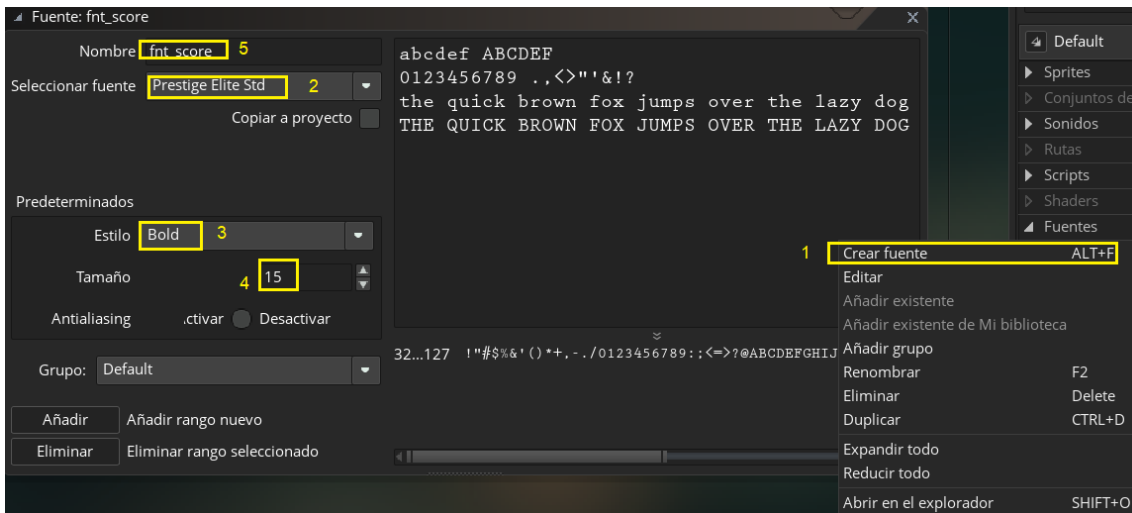 Fuente: fnt_score
Nombre fnt_score 5
Seleccionar fuente Prestige Elite Std 2
Copiar a proyecto
Predeterminados
Estilo Bold 3
Tamaño 4 15
Antialiasing .ctivar Desactivar
Grupo: Default
Añadir Añadir rango nuevo
Eliminar Eliminar rango seleccionado
abcdef ABCDEF
0123456789 .,<>"'&!?
the quick brown fox jumps over the lazy dog
THE QUICK BROWN FOX JUMPS OVER THE LAZY DOG
32...127 !"#$%&'()*+,-./0123456789:;<=>?@ABCDEFGHIJ
Default
Sprites
Conjuntos de
Sonidos
Rutas
Scripts
Shaders
Fuentes
1 Crear fuente ALT+F
Editar
Añadir existente
Añadir existente de Mi biblioteca
Añadir grupo
Renombrar F2
Eliminar Delete
Duplicar CTRL+D
Expandir todo
Reducir todo
Abrir en el explorador SHIFT+O